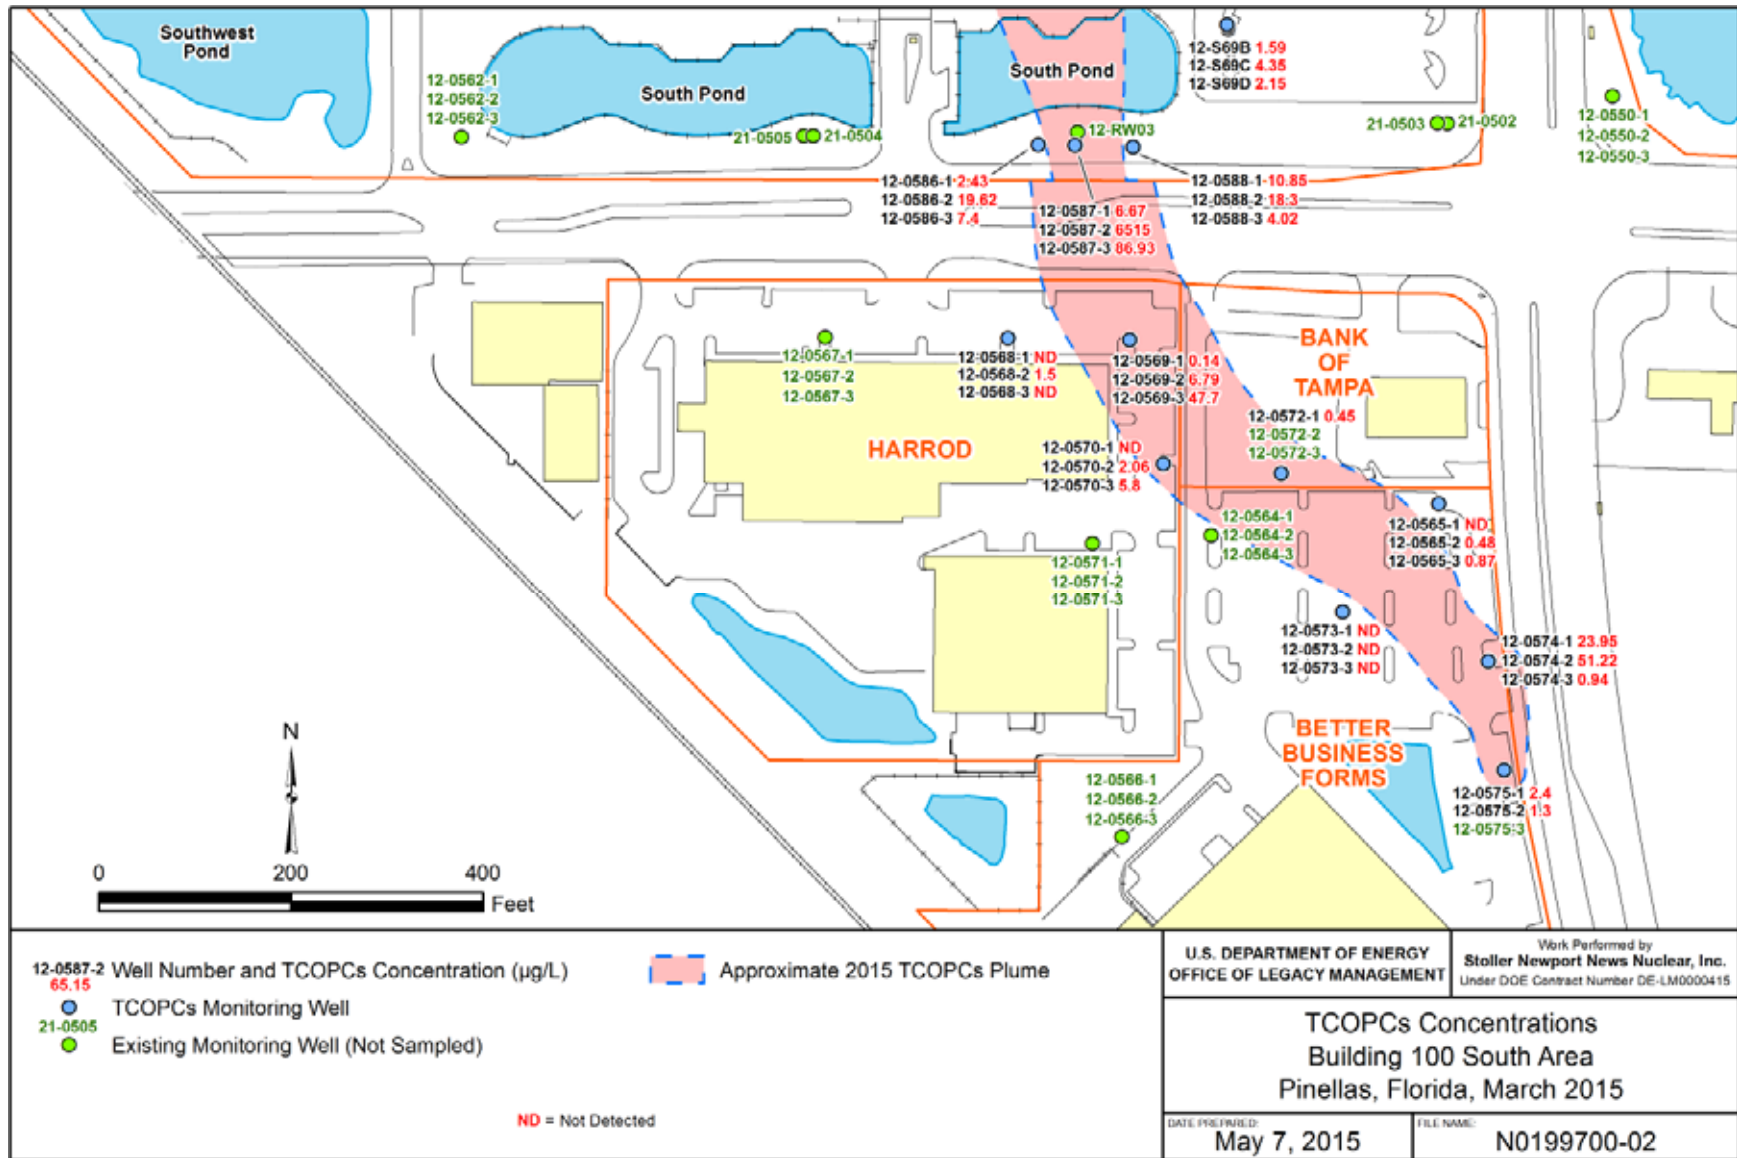 Southwest
Pond
12-0562-1
12-0562-2
12-0562-3
South Pond
21-0505
21-0504
South Pond
12-RW03
12-S69B 1.59
12-S69C 4.35
12-S69D 2.15
21-0503
21-0502
12-0550-1
12-0550-2
12-0550-3
12-0586-1 2.43
12-0586-2 19.62
12-0586-3 7.4
12-0587-1 6.67
12-0587-2 6515
12-0587-3 86.93
12-0588-1 10.85
12-0588-2 18.3
12-0588-3 4.02
12-0567-1
12-0567-2
12-0567-3
12-0568-1 ND
12-0568-2 1.5
12-0568-3 ND
12-0569-1 0.14
12-0569-2 6.79
12-0569-3 47.7
BANK
OF
TAMPA
12-0572-1 0.45
12-0572-2
12-0572-3
HARROD
12-0570-1 ND
12-0570-2 2.06
12-0570-3 5.8
12-0564-1
12-0564-2
12-0564-3
12-0565-1 ND
12-0565-2 0.48
12-0565-3 0.87
12-0571-1
12-0571-2
12-0571-3
12-0573-1 ND
12-0573-2 ND
12-0573-3 ND
12-0574-1 23.95
12-0574-2 51.22
12-0574-3 0.94
BETTER
BUSINESS
FORMS
12-0566-1
12-0566-2
12-0566-3
12-0575-1 2.4
12-0575-2 1.3
12-0575-3
N
0 200 400
Feet
12-0587-2 Well Number and TCOPCs Concentration (µg/L)
65.15
TCOPCs Monitoring Well
21-0505
Existing Monitoring Well (Not Sampled)
Approximate 2015 TCOPCs Plume
ND = Not Detected
U.S. DEPARTMENT OF ENERGY
OFFICE OF LEGACY MANAGEMENT
Work Performed by
Stoller Newport News Nuclear, Inc.
Under DOE Contract Number DE-LM0000415
TCOPCs Concentrations
Building 100 South Area
Pinellas, Florida, March 2015
DATE PREPARED:
May 7, 2015
FILE NAME:
N0199700-02